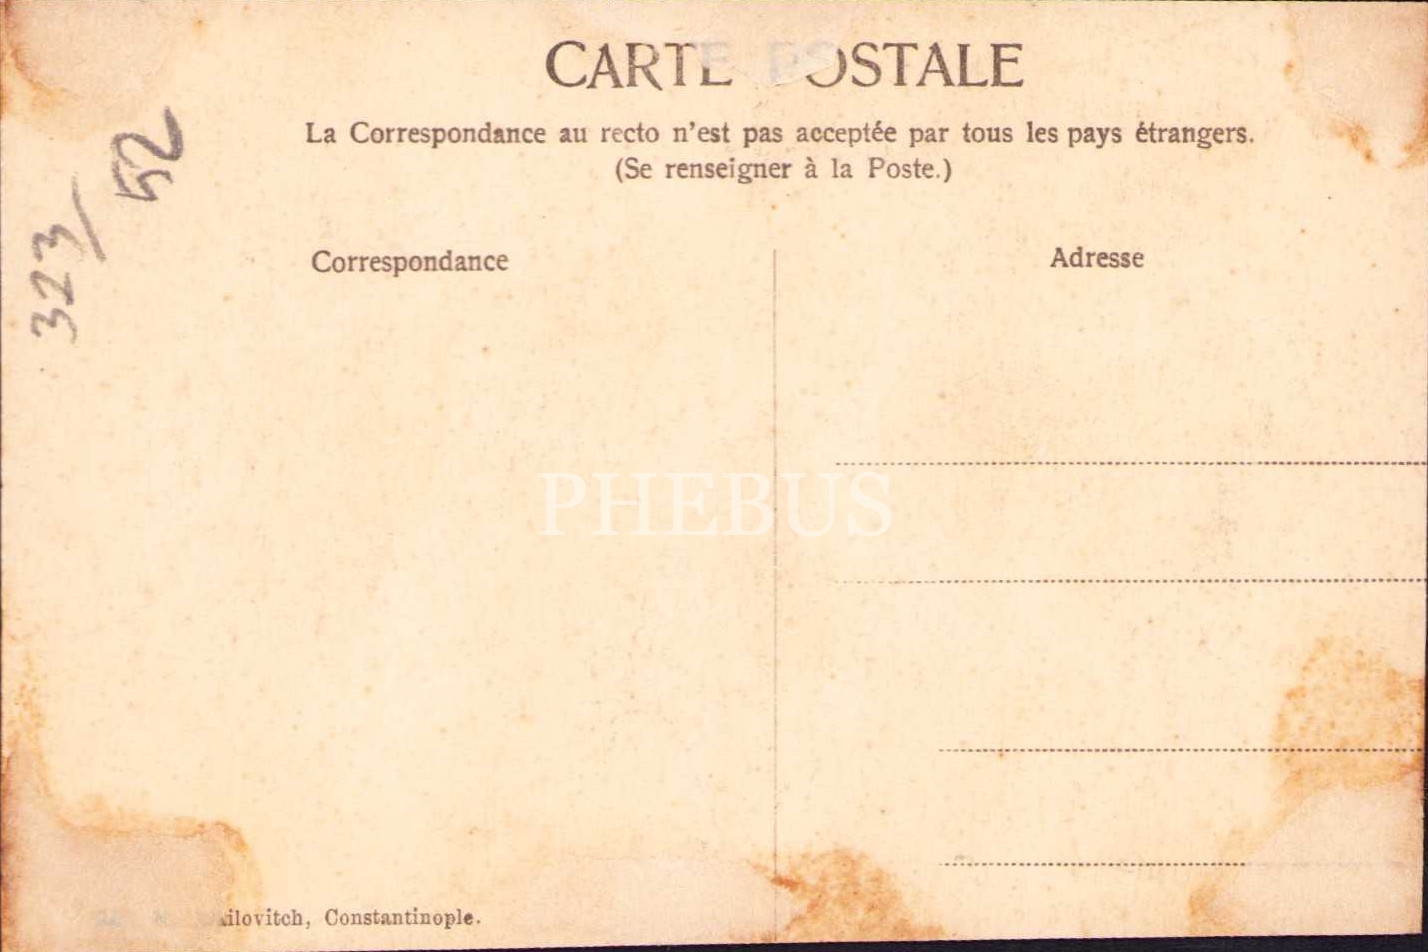 CARTE POSTALE
La Correspondance au recto n'est pas acceptée par tous les pays étrangers.
(Se renseigner à la Poste.)
323/52
Correspondance
Adresse
PHEBUS
ilovitch, Constantinople.